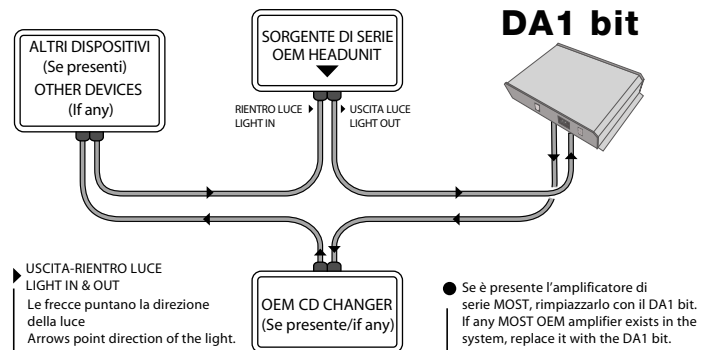 DA1 bit
ALTRI DISPOSITIVI
(Se presenti)
OTHER DEVICES
(If any)
SORGENTE DI SERIE
OEM HEADUNIT
RIENTRO LUCE
LIGHT IN
USCITA LUCE
LIGHT OUT
USCITA-RIENTRO LUCE
LIGHT IN & OUT
Le frecce puntano la direzione
della luce
Arrows point direction of the light.
OEM CD CHANGER
(Se presente/if any)
Se è presente l’amplificatore di
serie MOST, rimpiazzarlo con il DA1 bit.
If any MOST OEM amplifier exists in the
system, replace it with the DA1 bit.